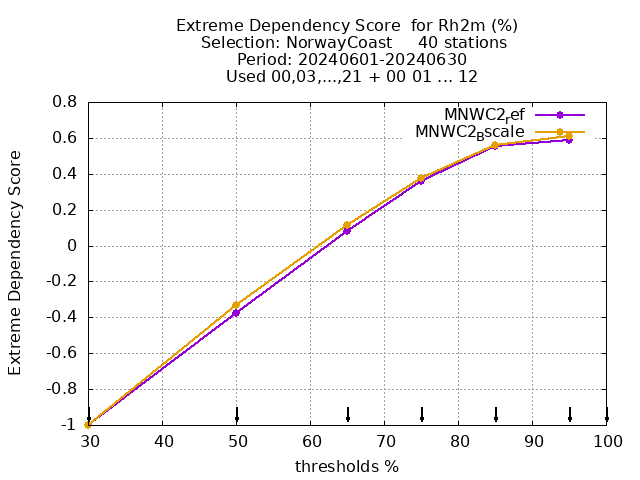 Extreme Dependency Score  for Rh2m (%)
Selection: NorwayCoast     40 stations
Period: 20240601-20240630
Used 00,03,...,21 + 00 01 ... 12
MNWC2ref
MNWC2Bscale
Extreme Dependency Score
0.8
0.6
0.4
0.2
0
-0.2
-0.4
-0.6
-0.8
-1
30 40 50 60 70 80 90 100
thresholds %